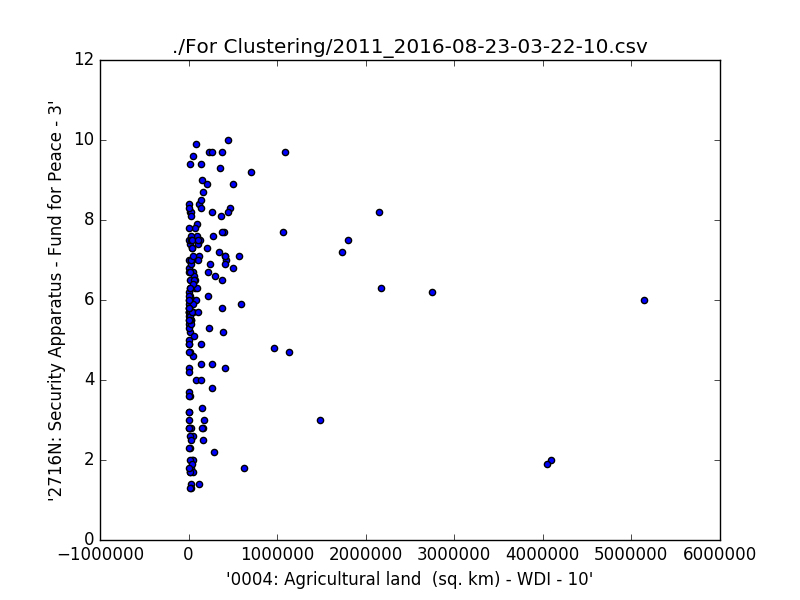 ./For Clustering/2011_2016-08-23-03-22-10.csv
12
10
8
6
4
2
0
'2716N: Security Apparatus - Fund for Peace - 3'
−1000000 0 1000000 2000000 3000000 4000000 5000000 6000000
'0004: Agricultural land  (sq. km) - WDI - 10'